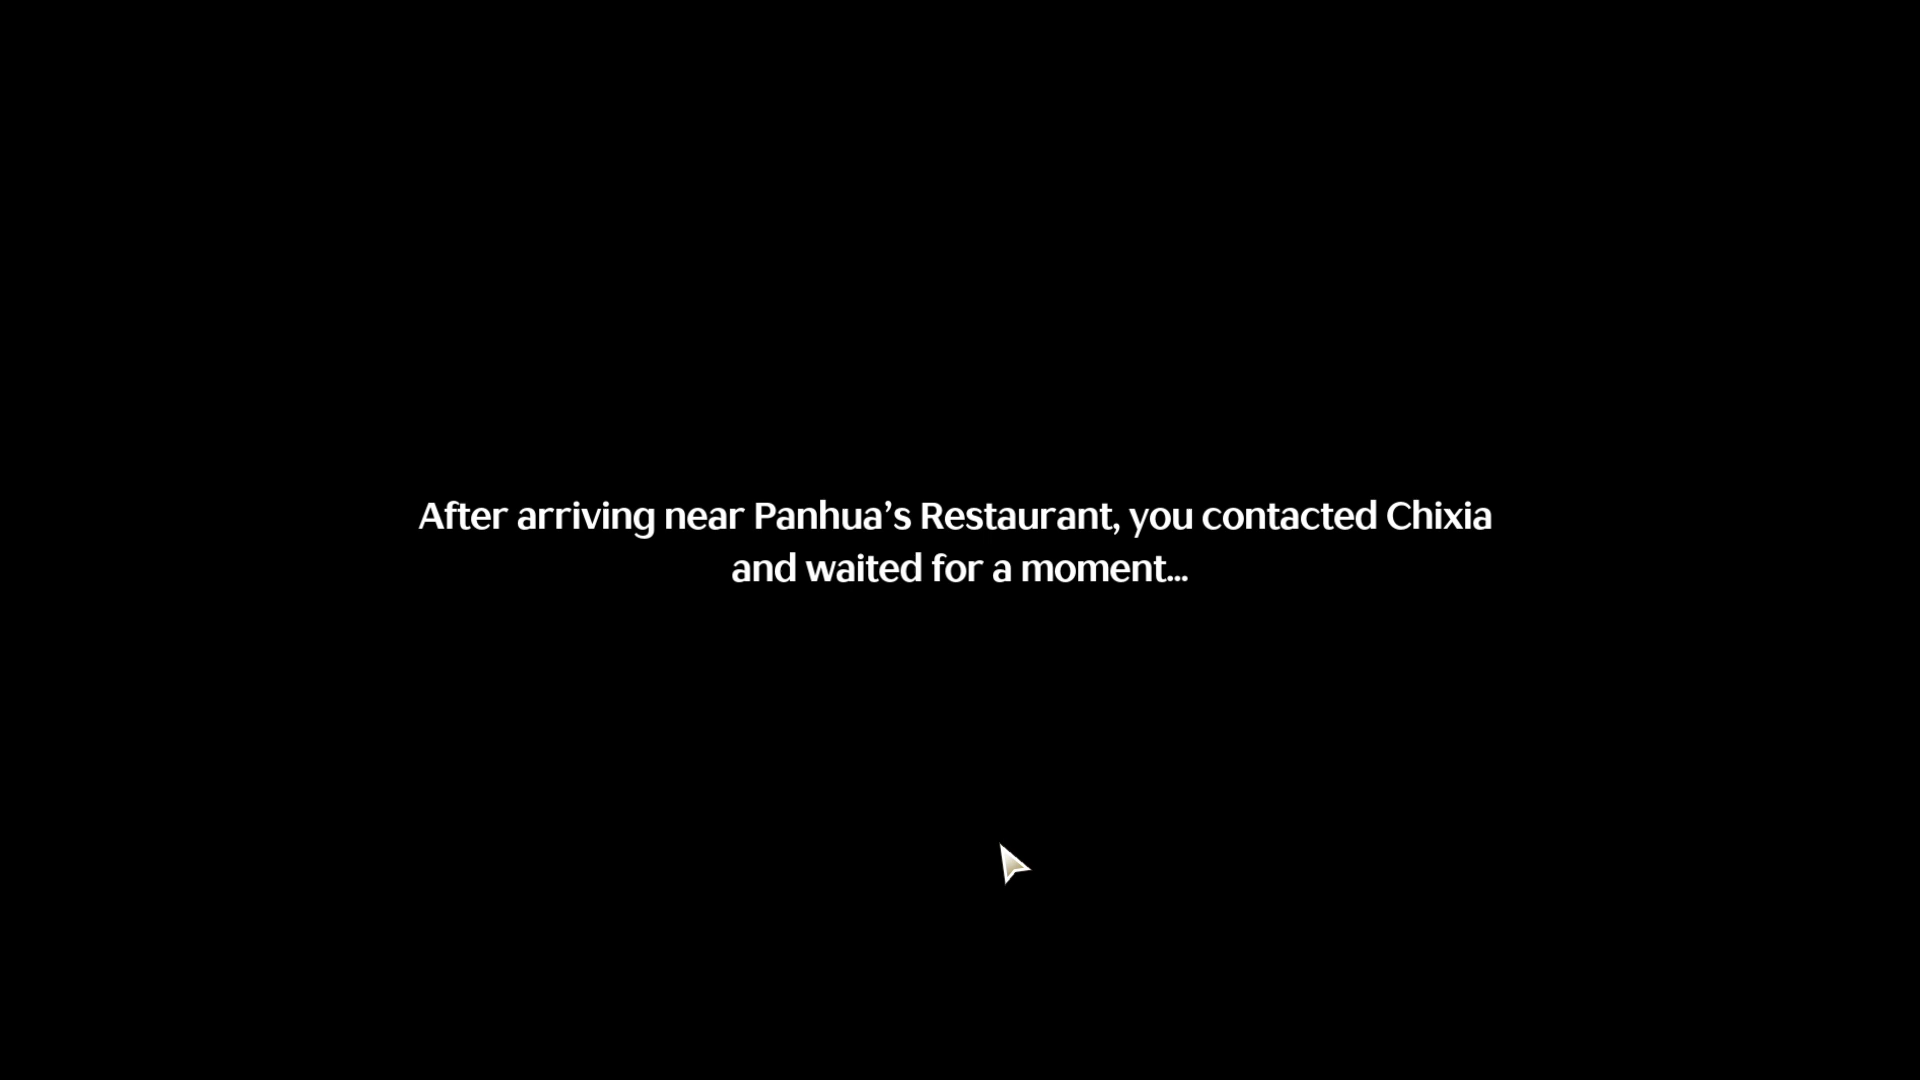 After arriving near Panhua’s Restaurant, you contacted Chixia
and waited for a moment...